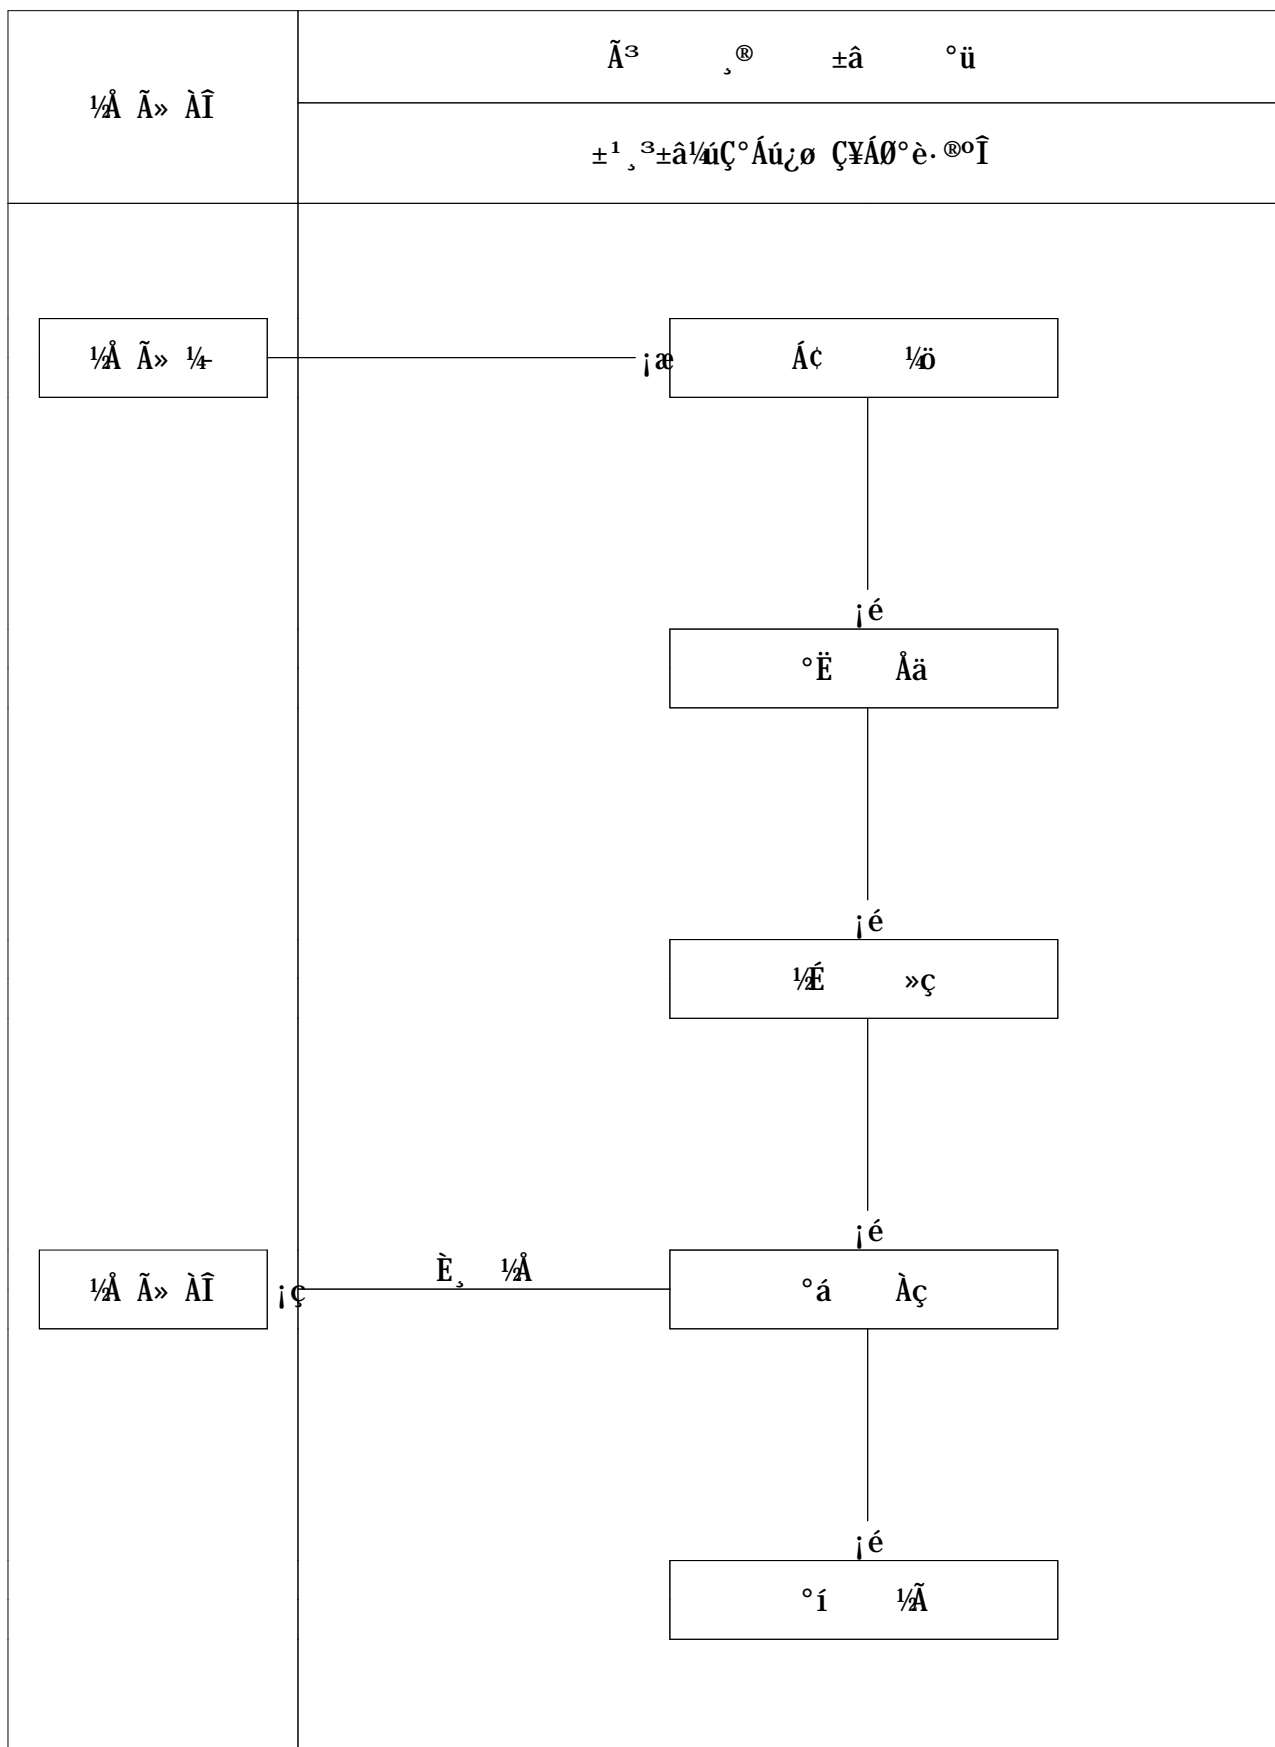 Ã³ ¸® ±â °ü
½Å Ã» ÀÎ
±¹¸³±â¼úÇ°Áú¿ø Ç¥ÁØ°è·®ºÎ
½Å Ã» ¼­
¡æ
Á¢ ¼ö
¡é
°Ë Åä
¡é
½É »ç
¡é
½Å Ã» ÀÎ
¡ç
È¸ ½Å
°á Àç
¡é
°í ½Ã